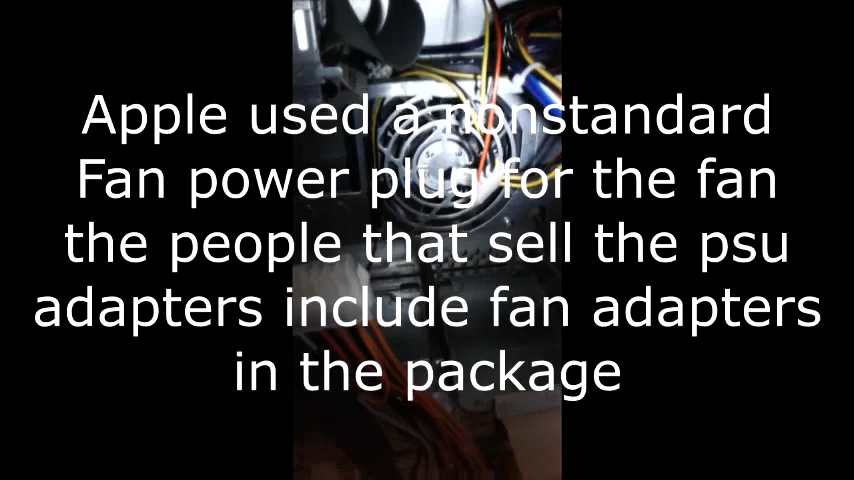 Apple used a nonstandard
Fan power plug for the fan
the people that sell the psu
adapters include fan adapters
in the package